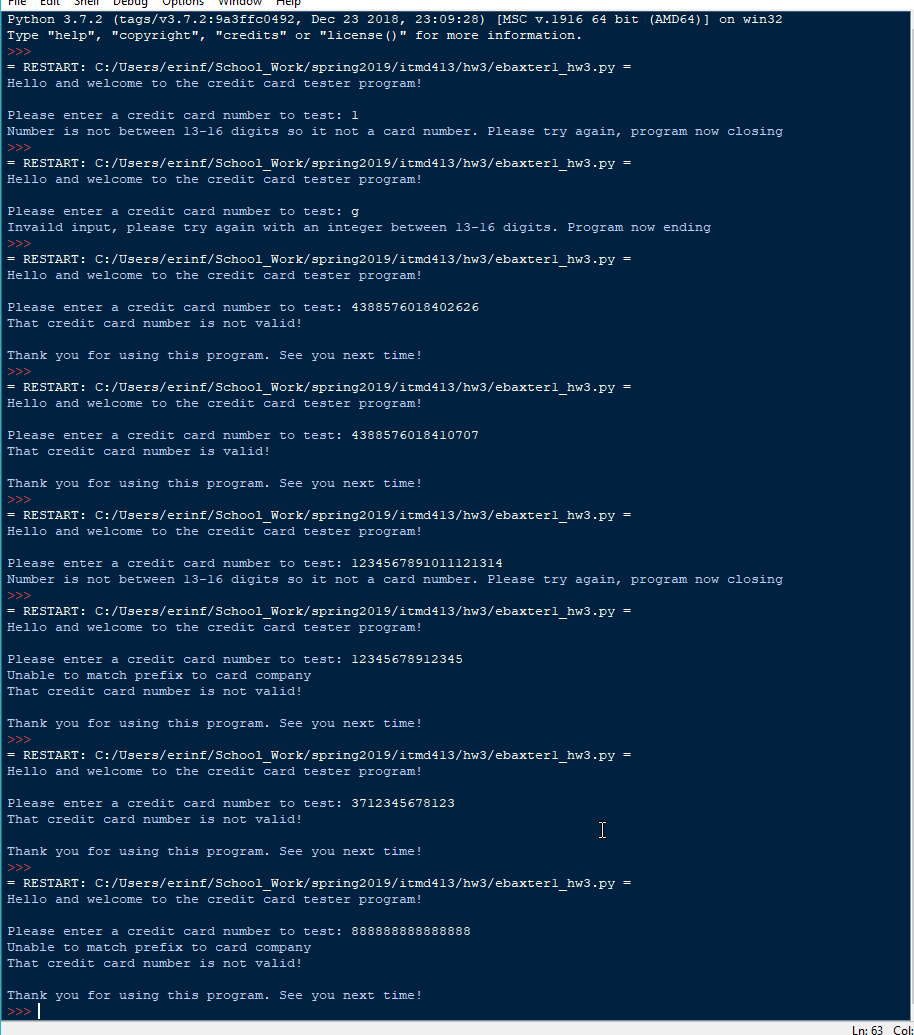 File Edit Shell Debug Options Window Help
Python 3.7.2 (tags/v3.7.2:9a3ffc0492, Dec 23 2018, 23:09:28) [MSC v.1916 64 bit (AMD64)] on win32
Type "help", "copyright", "credits" or "license()" for more information.
>>>
= RESTART: C:/Users/erinf/School_Work/spring2019/itmd413/hw3/ebaxter1_hw3.py =
Hello and welcome to the credit card tester program!
Please enter a credit card number to test: 1
Number is not between 13-16 digits so it not a card number. Please try again, program now closing
>>>
= RESTART: C:/Users/erinf/School_Work/spring2019/itmd413/hw3/ebaxter1_hw3.py =
Hello and welcome to the credit card tester program!
Please enter a credit card number to test: g
Invaild input, please try again with an integer between 13-16 digits. Program now ending
>>>
= RESTART: C:/Users/erinf/School_Work/spring2019/itmd413/hw3/ebaxter1_hw3.py =
Hello and welcome to the credit card tester program!
Please enter a credit card number to test: 4388576018402626
That credit card number is not valid!
Thank you for using this program. See you next time!
>>>
= RESTART: C:/Users/erinf/School_Work/spring2019/itmd413/hw3/ebaxter1_hw3.py =
Hello and welcome to the credit card tester program!
Please enter a credit card number to test: 4388576018410707
That credit card number is valid!
Thank you for using this program. See you next time!
>>>
= RESTART: C:/Users/erinf/School_Work/spring2019/itmd413/hw3/ebaxter1_hw3.py =
Hello and welcome to the credit card tester program!
Please enter a credit card number to test: 1234567891011121314
Number is not between 13-16 digits so it not a card number. Please try again, program now closing
>>>
= RESTART: C:/Users/erinf/School_Work/spring2019/itmd413/hw3/ebaxter1_hw3.py =
Hello and welcome to the credit card tester program!
Please enter a credit card number to test: 12345678912345
Unable to match prefix to card company
That credit card number is not valid!
Thank you for using this program. See you next time!
>>>
= RESTART: C:/Users/erinf/School_Work/spring2019/itmd413/hw3/ebaxter1_hw3.py =
Hello and welcome to the credit card tester program!
Please enter a credit card number to test: 3712345678123
That credit card number is not valid!
Thank you for using this program. See you next time!
>>>
= RESTART: C:/Users/erinf/School_Work/spring2019/itmd413/hw3/ebaxter1_hw3.py =
Hello and welcome to the credit card tester program!
Please enter a credit card number to test: 888888888888888
Unable to match prefix to card company
That credit card number is not valid!
Thank you for using this program. See you next time!
>>>
Ln: 63 Col: